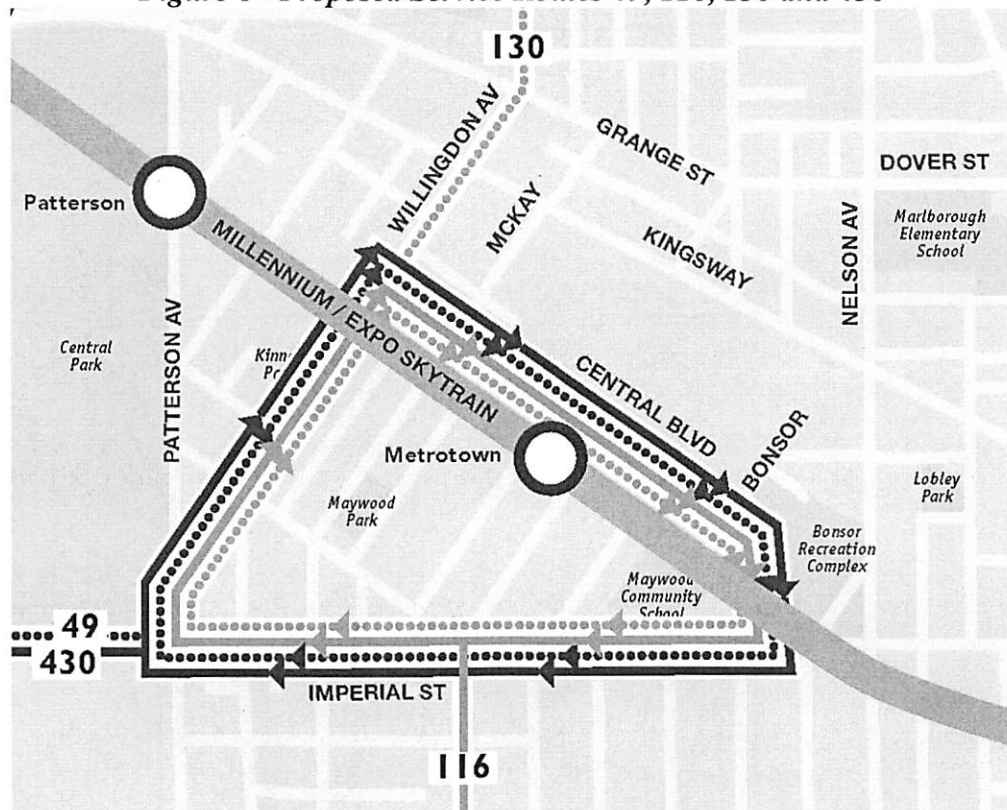 130
WILLINGDON AV
GRANGE ST
MCKAY
DOVER ST
Patterson
KINGSWAY
NELSON AV
Marlborough
Elementary
School
MILLENNIUM / EXPO SKYTRAIN
PATTERSON AV
Central
Park
CENTRAL BLVD
Metrotown
BONSOR
Maywood
Park
Lobley
Park
Bonsor
Recreation
Complex
Maywood
Community
School
49
430
IMPERIAL ST
116